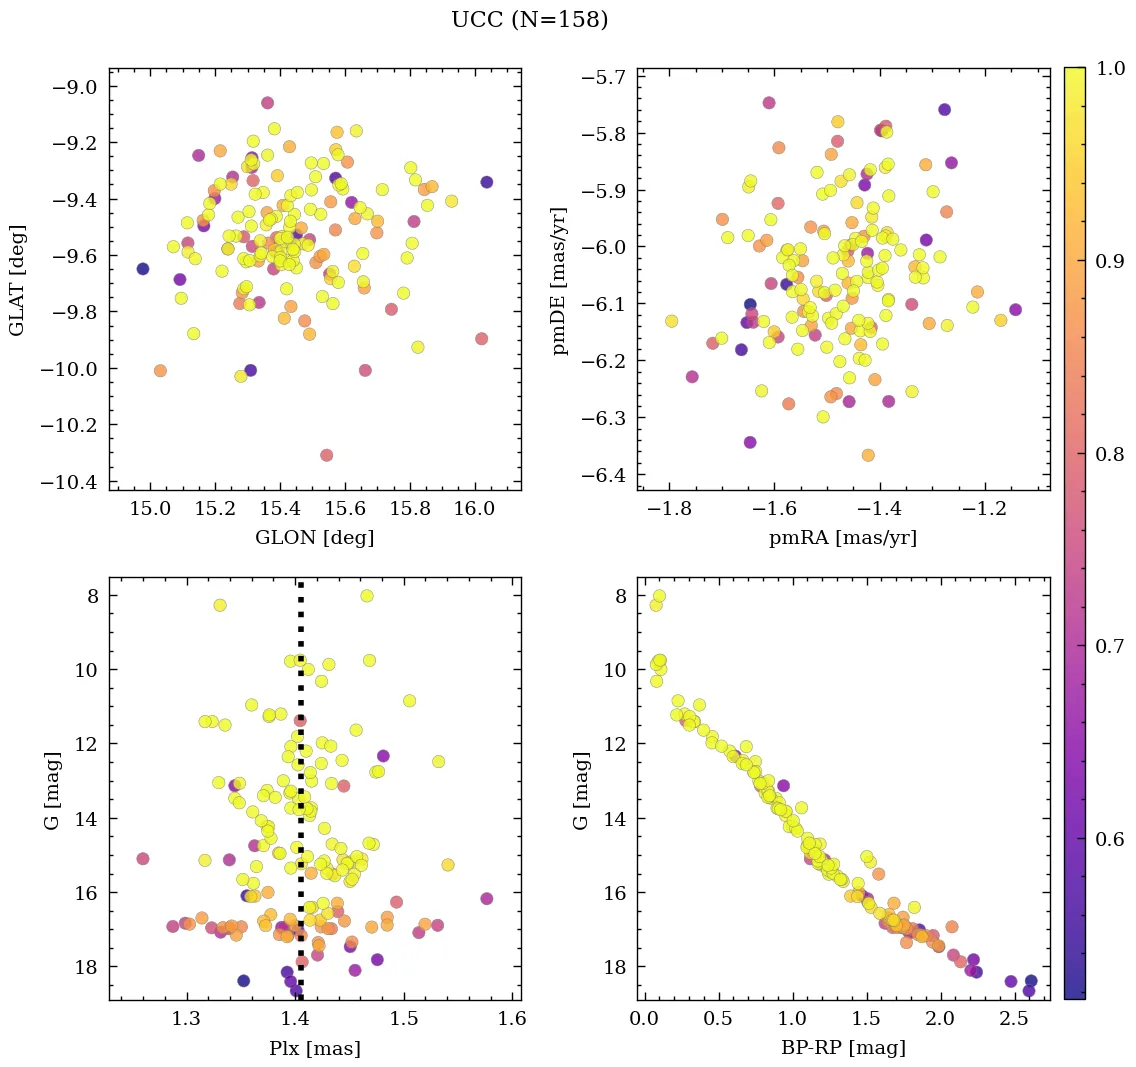 UCC (N=158)
−9.0
−9.2
−9.4
−9.6
−9.8
−10.0
−10.2
−10.4
GLAT [deg]
15.0 15.2 15.4 15.6 15.8 16.0
GLON [deg]
−5.7
−5.8
−5.9
−6.0
−6.1
−6.2
−6.3
−6.4
pmDE [mas/yr]
−1.8 −1.6 −1.4 −1.2
pmRA [mas/yr]
8
10
12
14
16
18
G [mag]
1.3 1.4 1.5 1.6
Plx [mas]
8
10
12
14
16
18
G [mag]
0.0 0.5 1.0 1.5 2.0 2.5
BP-RP [mag]
1.0
0.9
0.8
0.7
0.6